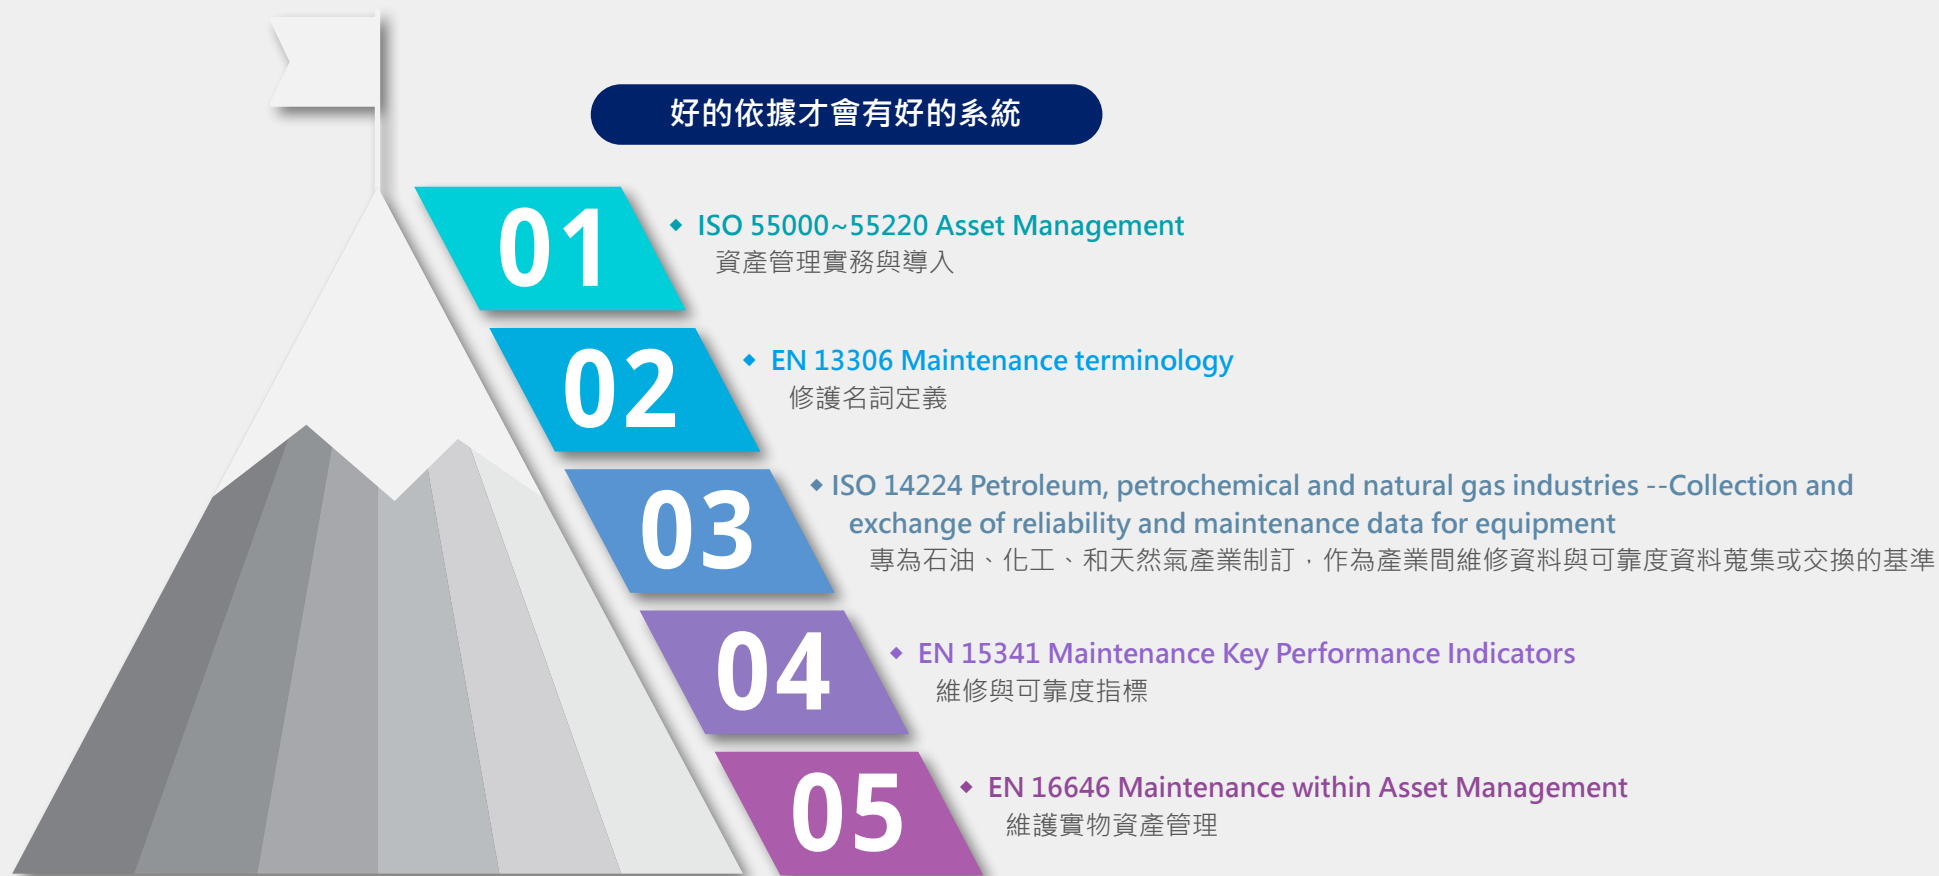 好的依據才會有好的系統
01
◆ ISO 55000~55220 Asset Management
資產管理實務與導入
02
◆ EN 13306 Maintenance terminology
修護名詞定義
03
◆ ISO 14224 Petroleum, petrochemical and natural gas industries --Collection and
exchange of reliability and maintenance data for equipment
專為石油、化工、和天然氣產業制訂，作為產業間維修資料與可靠度資料蒐集或交換的基準
04
◆ EN 15341 Maintenance Key Performance Indicators
維修與可靠度指標
05
◆ EN 16646 Maintenance within Asset Management
維護實物資產管理